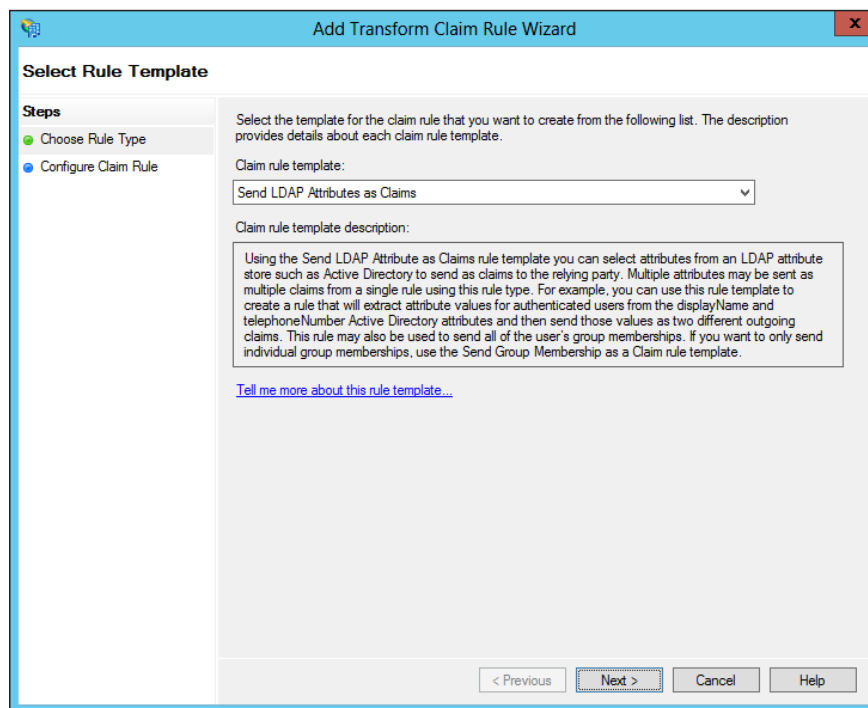 Add Transform Claim Rule Wizard
x
Select Rule Template
Steps
Choose Rule Type
Configure Claim Rule
Select the template for the claim rule that you want to create from the following list. The description
provides details about each claim rule template.
Claim rule template:
Send LDAP Attributes as Claims
Claim rule template description:
Using the Send LDAP Attribute as Claims rule template you can select attributes from an LDAP attribute
store such as Active Directory to send as claims to the relying party. Multiple attributes may be sent as
multiple claims from a single rule using this rule type. For example, you can use this rule template to
create a rule that will extract attribute values for authenticated users from the displayName and
telephoneNumber Active Directory attributes and then send those values as two different outgoing
claims. This rule may also be used to send all of the user's group memberships. If you want to only send
individual group memberships, use the Send Group Membership as a Claim rule template.
Tell me more about this rule template...
< Previous
Next >
Cancel
Help